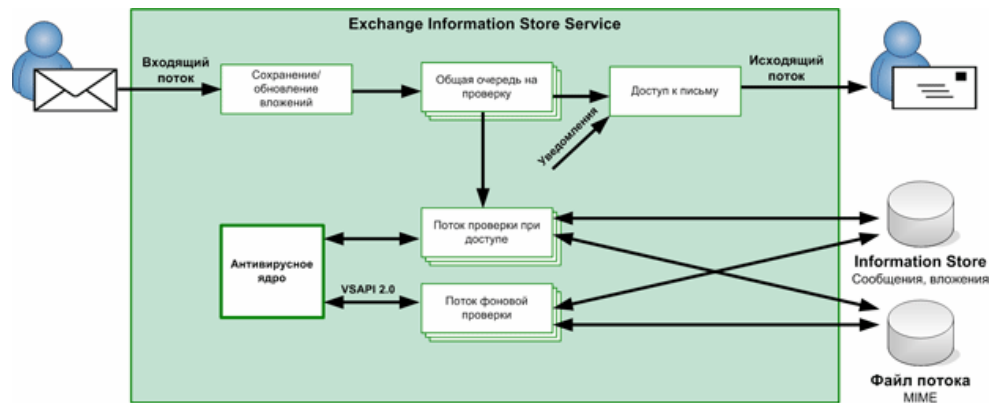 Exchange Information Store Service
Входящий
поток
Сохранение/
обновление
вложений
Общая очередь на
проверку
Исходящий
поток
Доступ к письму
Уведомления
Поток проверки при
доступе
Антивирусное
ядро
VSAPI 2.0
Поток фоновой
проверки
Information Store
Сообщения, вложения
Файл потока
MIME